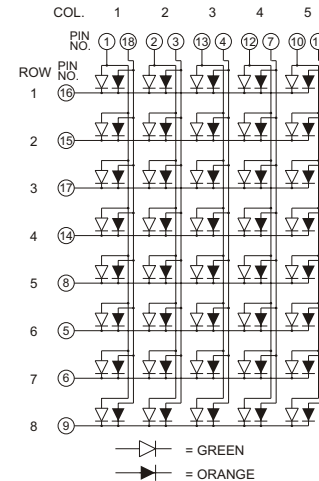 COL. 1 2 3 4 5
PIN NO. 1 18 2 3 13 4 12 7 10
ROW PIN NO.
1 16
2 15
3 17
4 14
5 8
6 5
7 6
8 9
= GREEN
= ORANGE